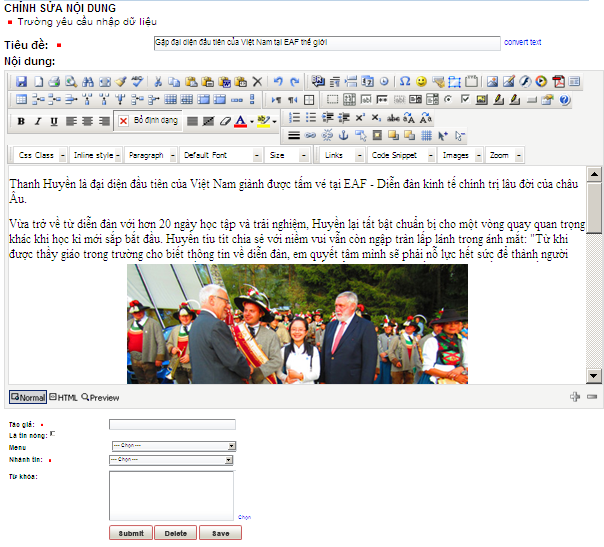 CHỈNH SỬA NỘI DUNG
Trường yêu cầu nhập dữ liệu
Tiêu đề:
Gặp đại diện đầu tiên của Việt Nam tại EAF thế giới
convert text
Nội dung:
B I U
Bỏ định dạng
Css Class
Inline style
Paragraph
Default Font
Size
Links
Code Snippet
Images
Zoom
Thanh Huyền là đại diện đầu tiên của Việt Nam giành được tấm vé tại EAF - Diễn đàn kinh tế chính trị lâu đời của châu
Âu.
Vừa trở về từ diễn đàn với hơn 20 ngày học tập và trải nghiệm, Huyền lại tất bật chuẩn bị cho một vòng quay quan trọng
khác khi học kì mới sắp bắt đầu. Huyền tíu tít chia sẻ với niềm vui vẫn còn ngập tràn lấp lánh trong ánh mắt: "Từ khi
được thầy giáo trong trường cho biết thông tin về diễn đàn, em quyết tâm mình sẽ phải nỗ lực hết sức để thành người
Normal
HTML
Preview
Tác giả:
Là tin nóng:
Menu
--- Chọn ---
Nhánh tin:
--- Chọn ---
Từ khóa:
Chọn
Submit
Delete
Save